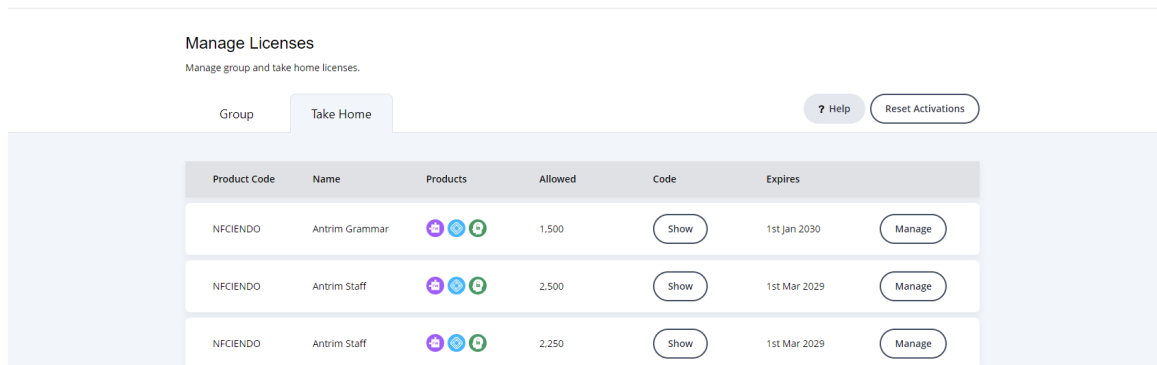 Manage Licenses
Manage group and take home licenses.
Group Take Home ? Help Reset Activations
Product Code Name Products Allowed Code Expires
NFCIENDO Antrim Grammar 1,500 Show 1st Jan 2030 Manage
NFCIENDO Antrim Staff 2,500 Show 1st Mar 2029 Manage
NFCIENDO Antrim Staff 2,250 Show 1st Mar 2029 Manage